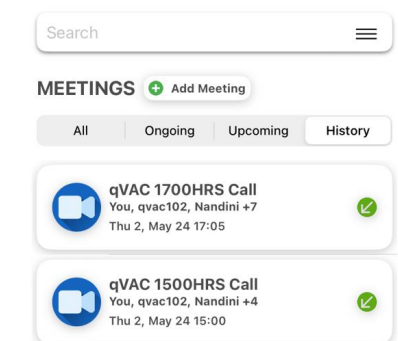 Search
MEETINGS Add Meeting
All Ongoing Upcoming History
qVAC 1700HRS Call
You, qvac102, Nandini +7
Thu 2, May 24 17:05
qVAC 1500HRS Call
You, qvac102, Nandini +4
Thu 2, May 24 15:00